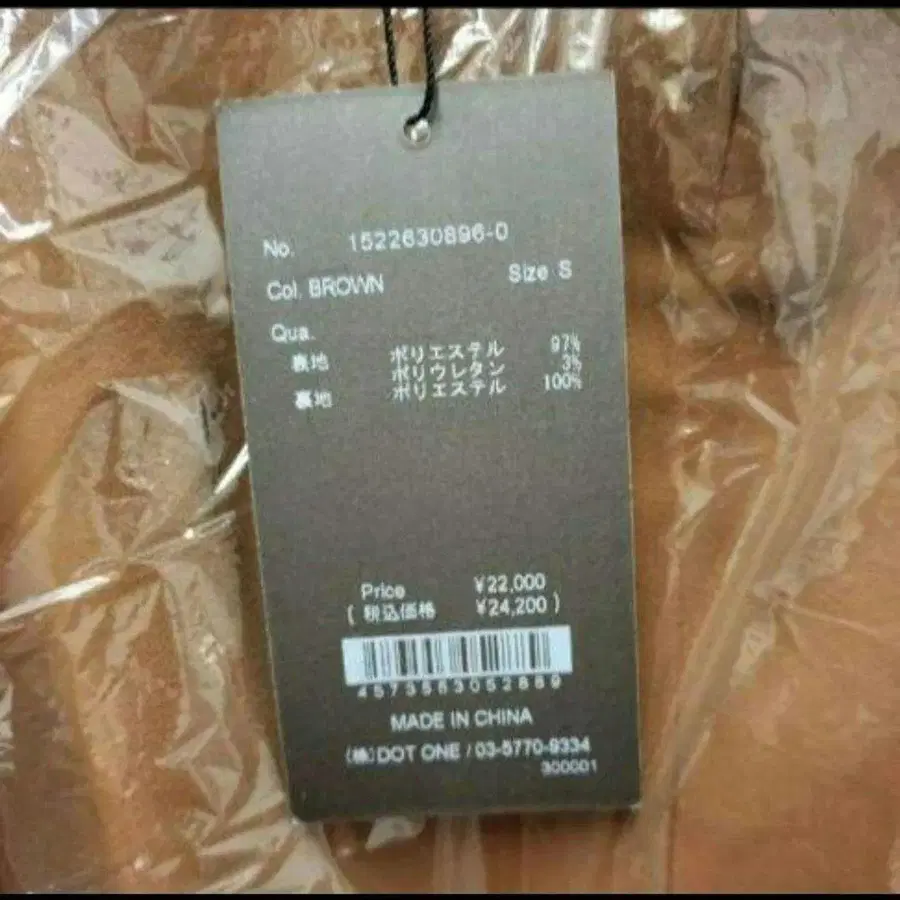 No. 1522630896-0
Col. BROWN Size S
Qua.
表地 ポリエステル 97%
ポリウレタン 3%
裏地 ポリエステル 100%
Price ¥22,000
( 税込価格 ¥24,200 )
4573553052889
MADE IN CHINA
(株)DOT ONE / 03-5770-9334
300001